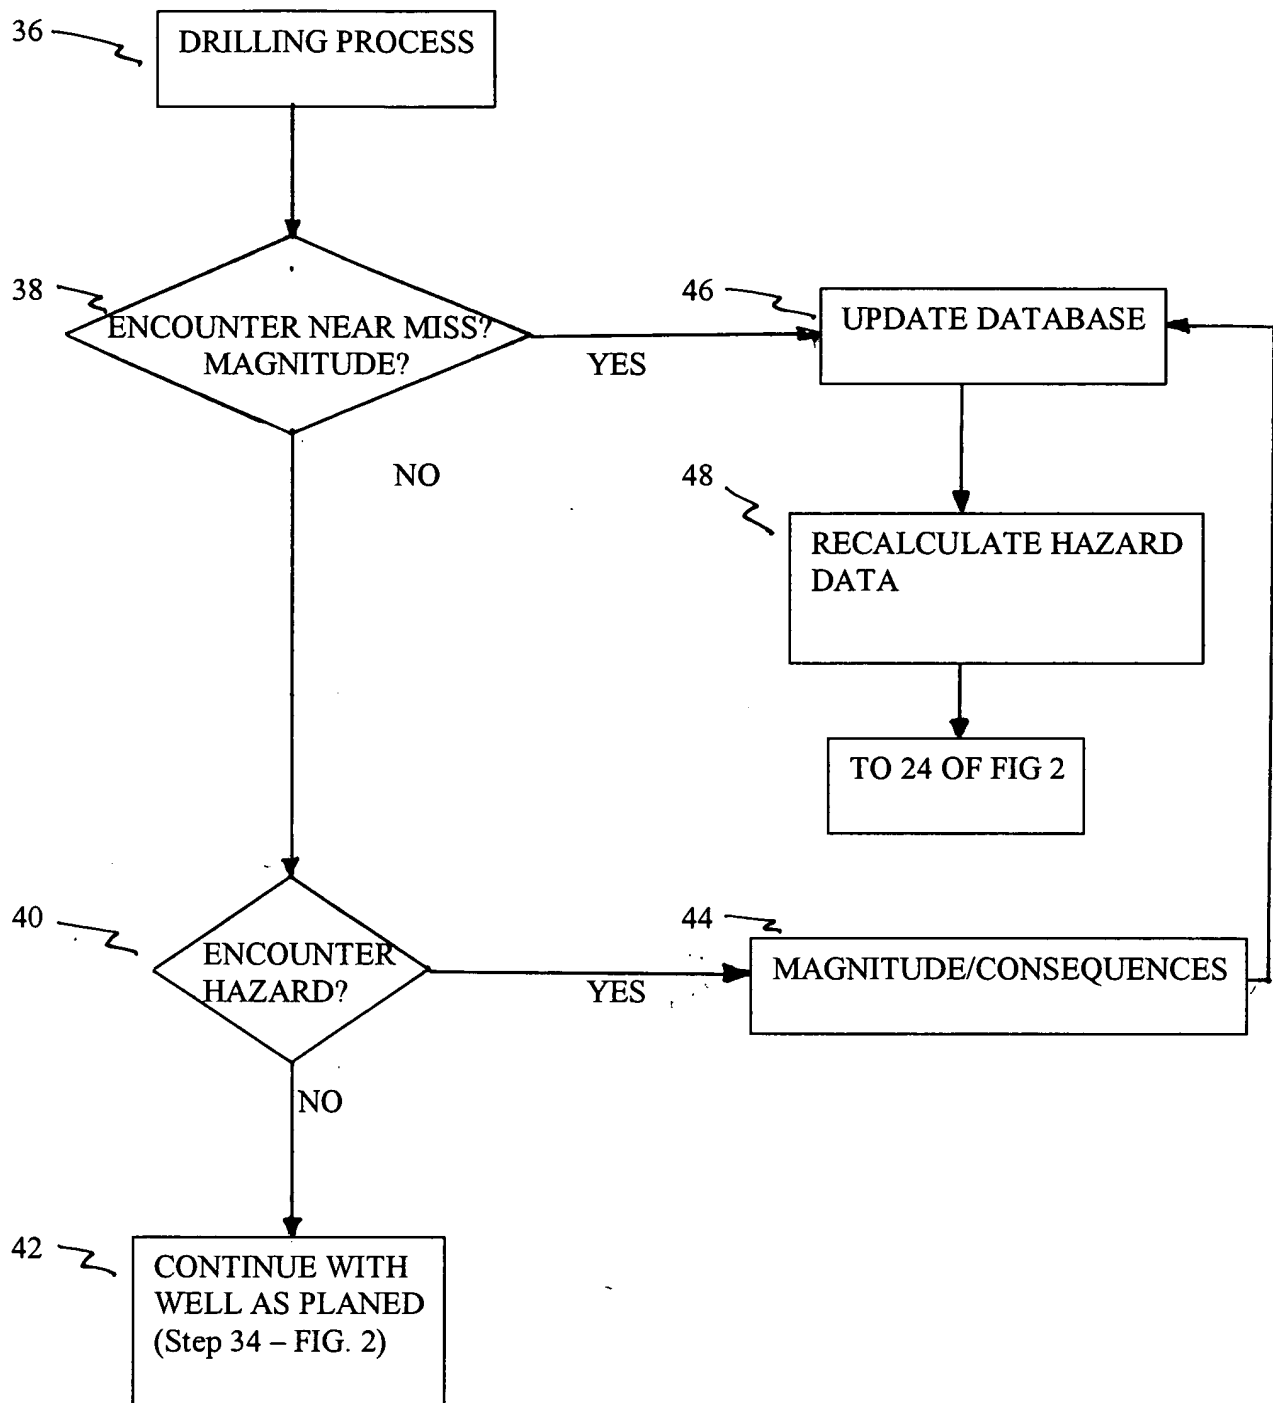 36
DRILLING PROCESS
38
ENCOUNTER NEAR MISS?
MAGNITUDE?
YES
NO
46
UPDATE DATABASE
48
RECALCULATE HAZARD
DATA
TO 24 OF FIG 2
40
ENCOUNTER
HAZARD?
YES
NO
44
MAGNITUDE/CONSEQUENCES
42
CONTINUE WITH
WELL AS PLANED
(Step 34 – FIG. 2)